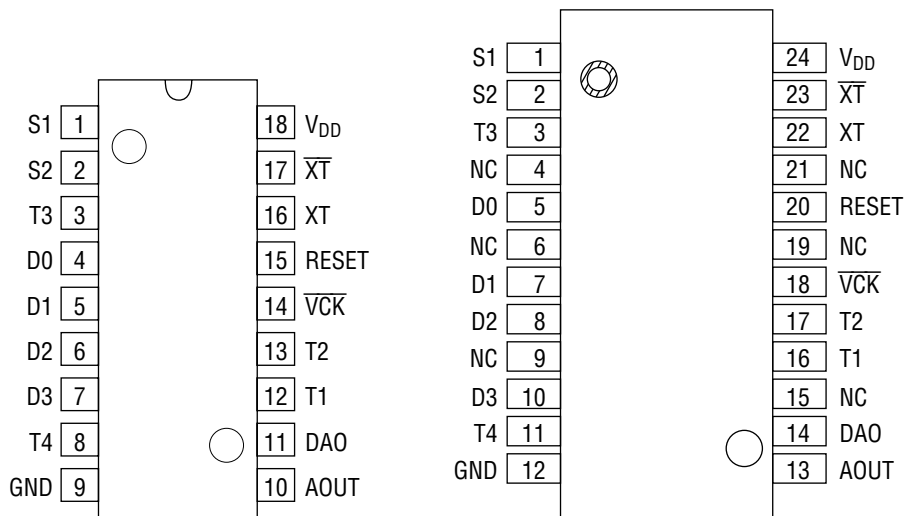 S1 1 18 VDD
S2 2 17 X̅T̅
T3 3 16 XT
D0 4 15 RESET
D1 5 14 V̅C̅K̅
D2 6 13 T2
D3 7 12 T1
T4 8 11 DAO
GND 9 10 AOUT
S1 1 24 VDD
S2 2 23 X̅T̅
T3 3 22 XT
NC 4 21 NC
D0 5 20 RESET
NC 6 19 NC
D1 7 18 V̅C̅K̅
D2 8 17 T2
NC 9 16 T1
D3 10 15 NC
T4 11 14 DAO
GND 12 13 AOUT